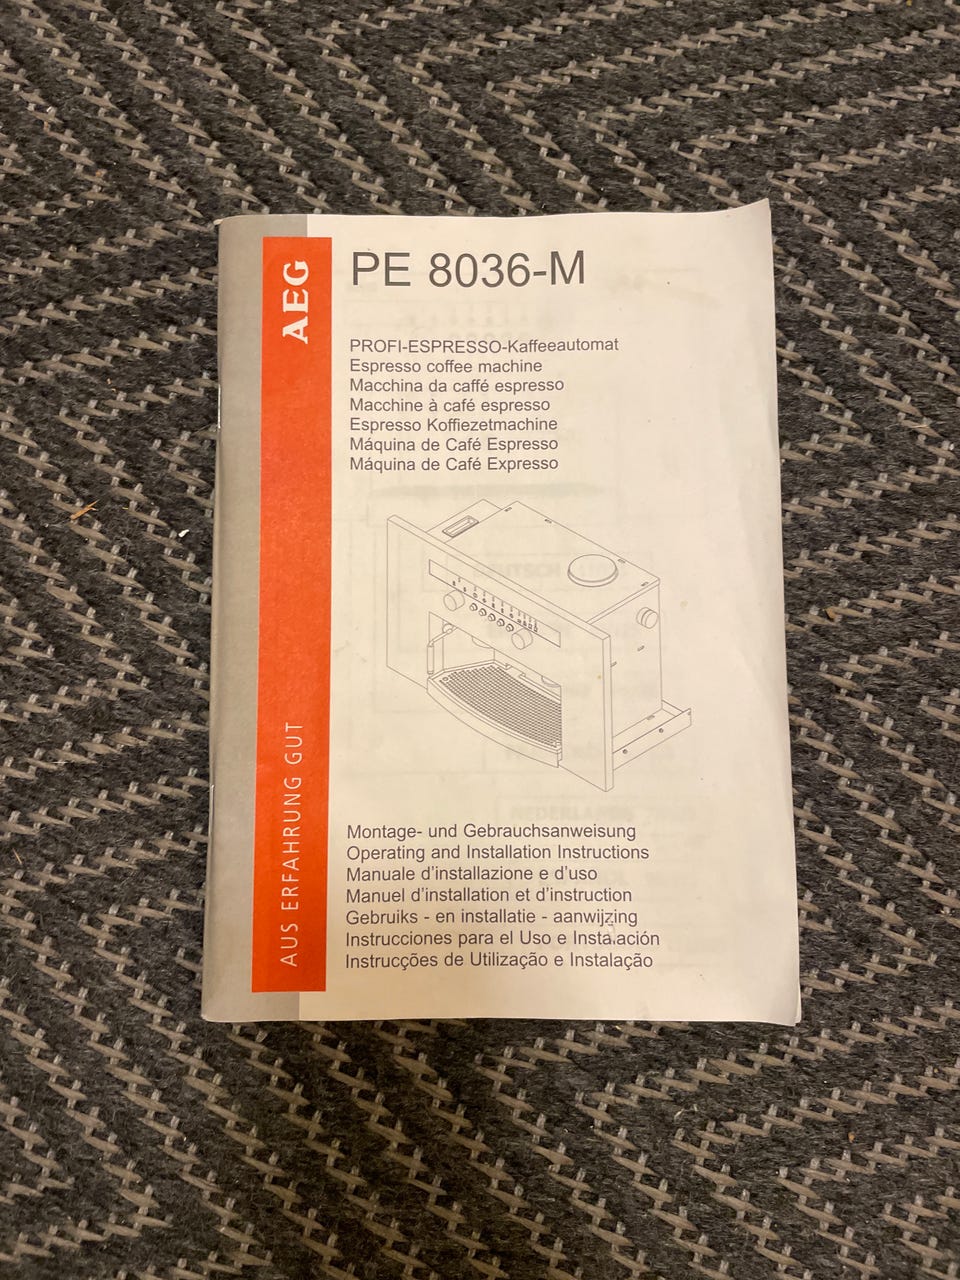 AEG
AUS ERFAHRUNG GUT
PE 8036-M
PROFI-ESPRESSO-Kaffeeautomat
Espresso coffee machine
Macchina da caffé espresso
Macchine à café espresso
Espresso Koffiezetmachine
Máquina de Café Espresso
Máquina de Café Expresso
Montage- und Gebrauchsanweisung
Operating and Installation Instructions
Manuale d'installazione e d'uso
Manuel d'installation et d'instruction
Gebruiks - en installatie - aanwijzing
Instrucciones para el Uso e Instalación
Instrucções de Utilização e Instalação